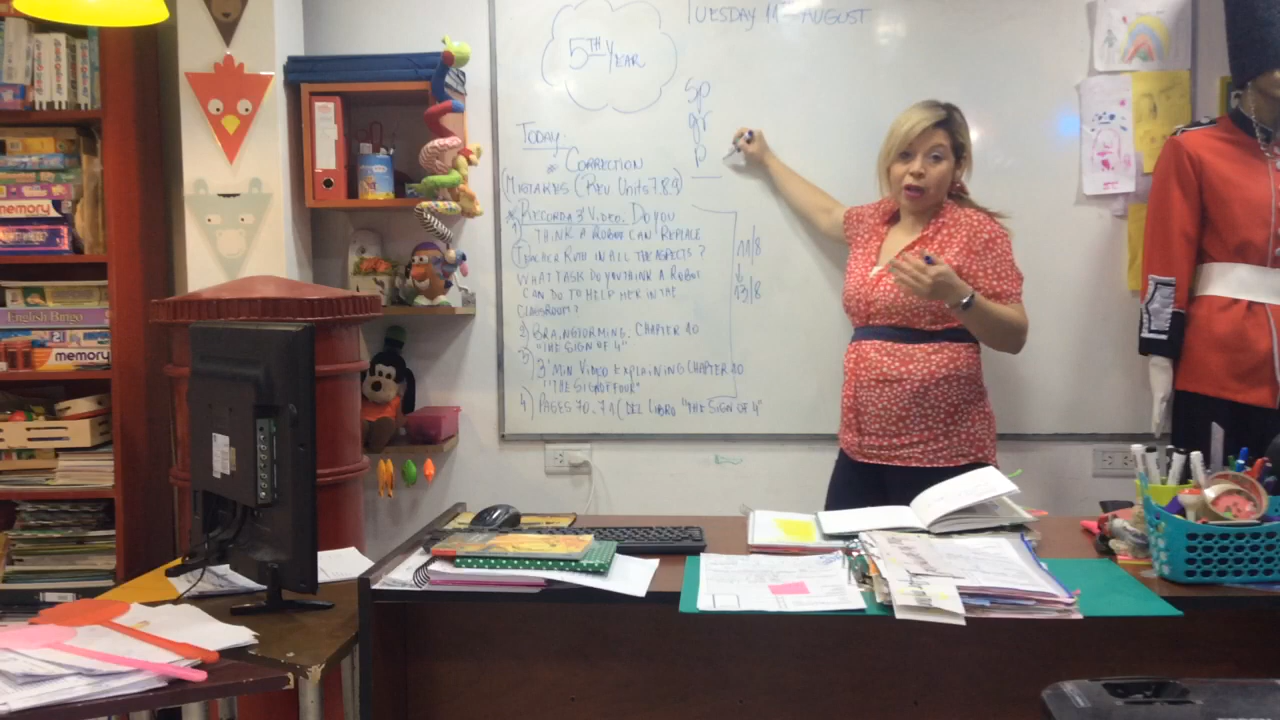 TUESDAY 11TH AUGUST
5TH YEAR
Sp
gr
P
TODAY:
CORRECTION
(MISTAKES (REV. UNITS 7.8.9)
RECORD A 3' VIDEO. DO YOU
1) THINK A ROBOT CAN REPLACE
TEACHER RUTH IN ALL THE ASPECTS?
WHAT TASK DO YOU THINK A ROBOT
CAN DO TO HELP HER IN THE
CLASSROOM?
2) BRAINSTORMING. CHAPTER 10
"THE SIGN OF 4"
3) 3' MIN VIDEO EXPLAINING CHAPTER 10
"THE SIGN OF FOUR"
4) PAGES 70-71 (DEL LIBRO "THE SIGN OF 4"
11/8
13/8
memory
English Bingo
memory